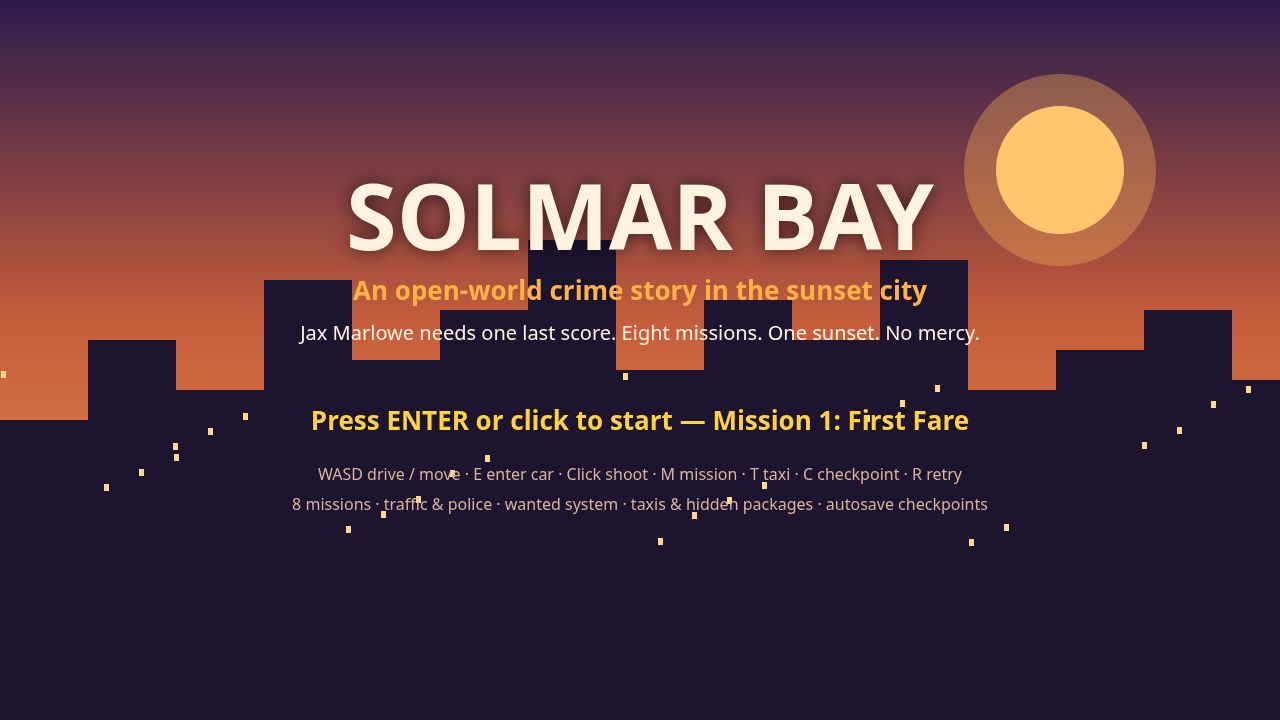 SOLMAR BAY
An open-world crime story in the sunset city
Jax Marlowe needs one last score. Eight missions. One sunset. No mercy.
Press ENTER or click to start — Mission 1: First Fare
WASD drive / move · E enter car · Click shoot · M mission · T taxi · C checkpoint · R retry
8 missions · traffic & police · wanted system · taxis & hidden packages · autosave checkpoints